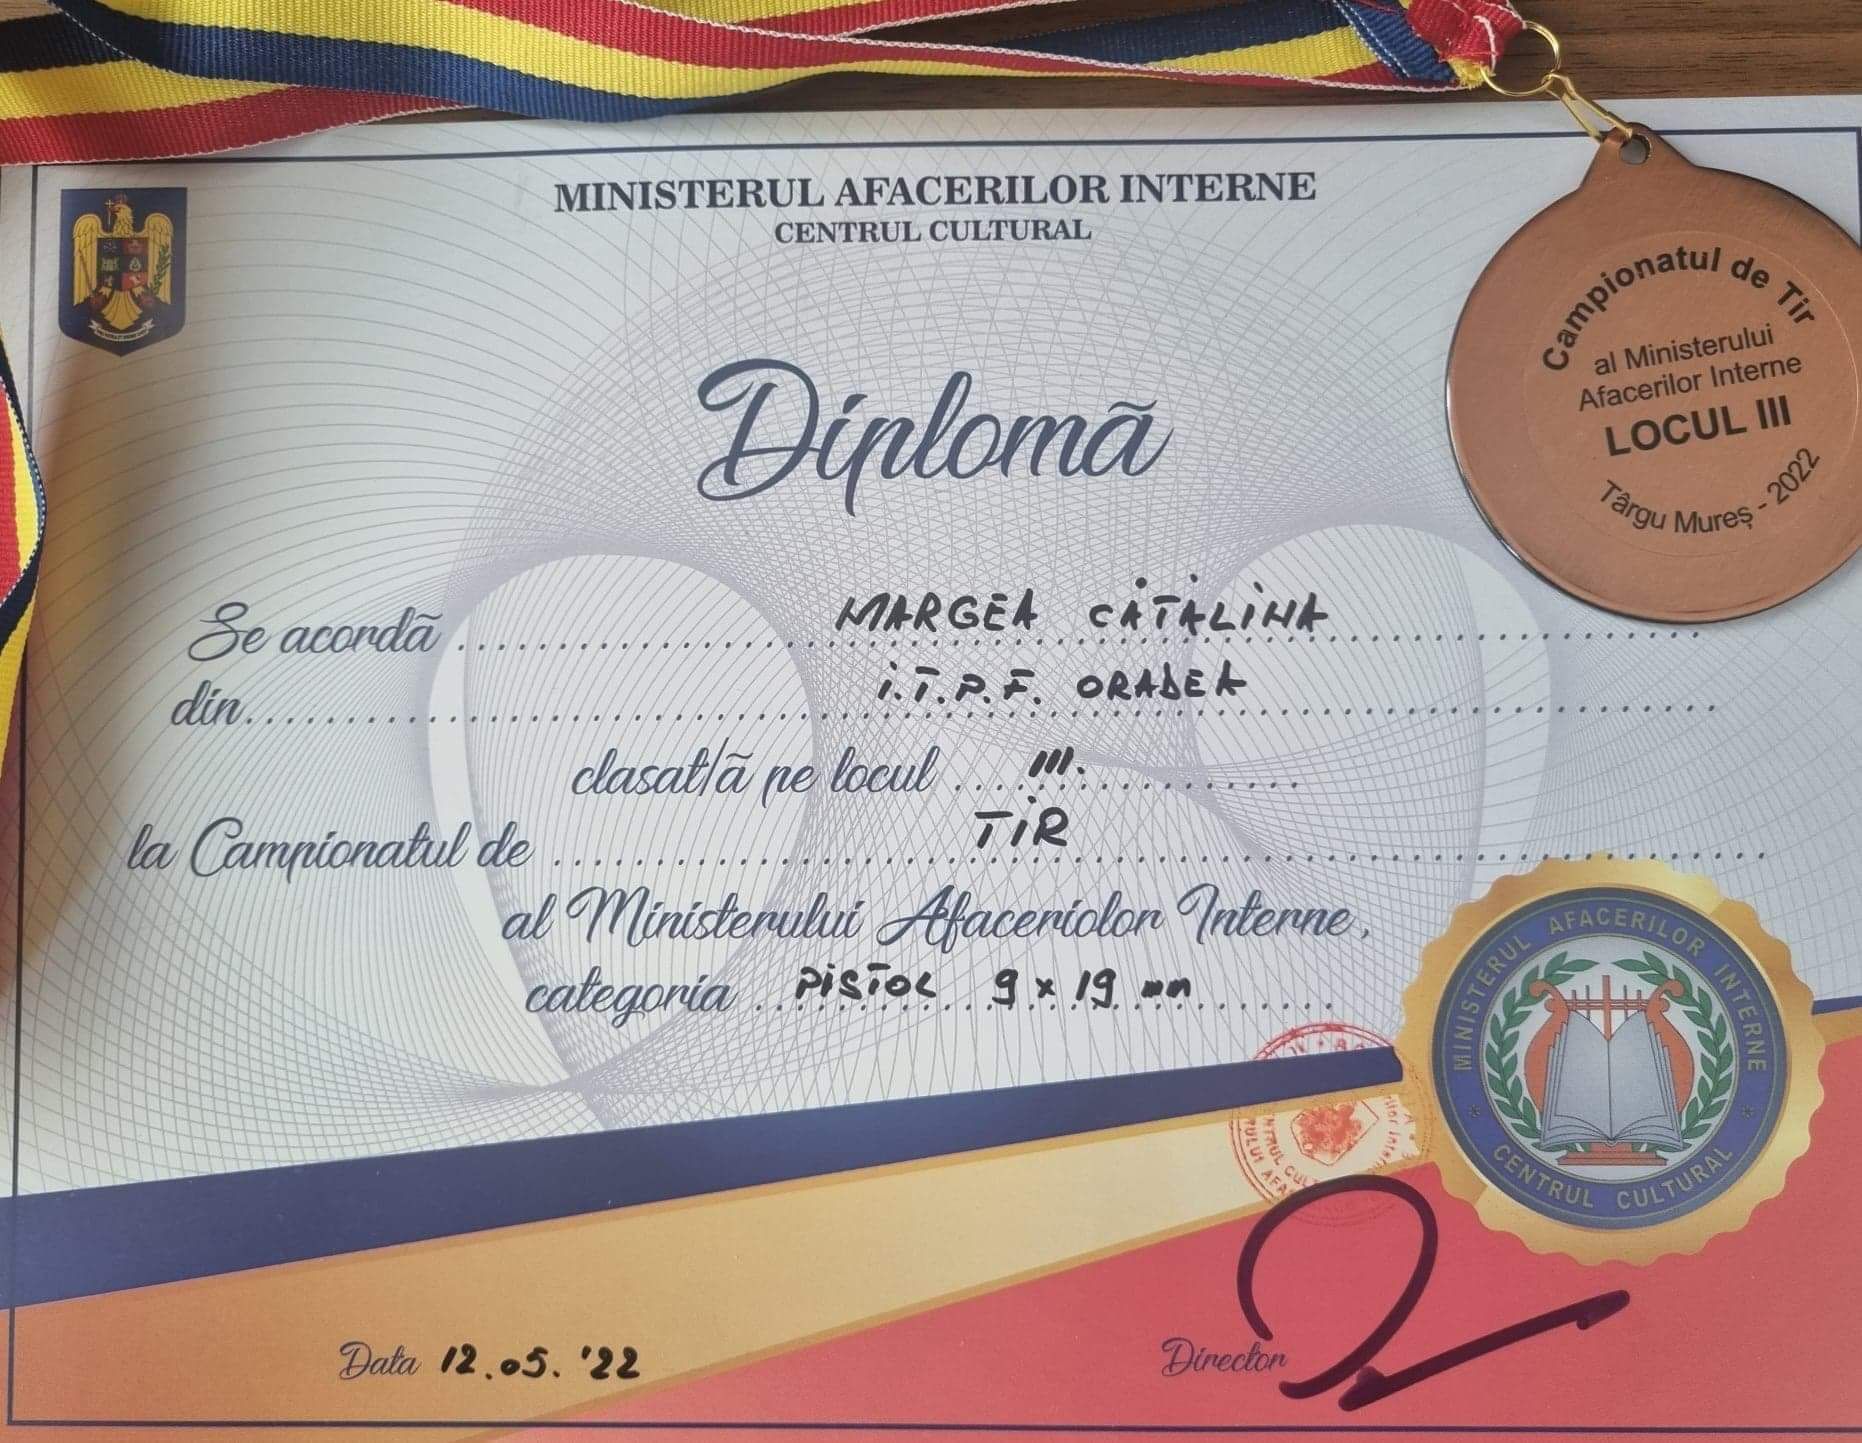 MINISTERUL AFACERILOR INTERNE
CENTRUL CULTURAL
Diplomă
Campionatul de Tir
al Ministerului
Afacerilor Interne
LOCUL III
Târgu Mureș - 2022
Se acordă MARGEA CĂTĂLINA
din I.T.P.F. ORADEA
clasat/ă pe locul III.
la Campionatul de TIR
al Ministerului Afaceriolor Interne,
categoria PISTOL 9 x 19 mm
MINISTERUL AFACERILOR INTERNE
* CENTRUL CULTURAL *
Data 12.05.'22
Director